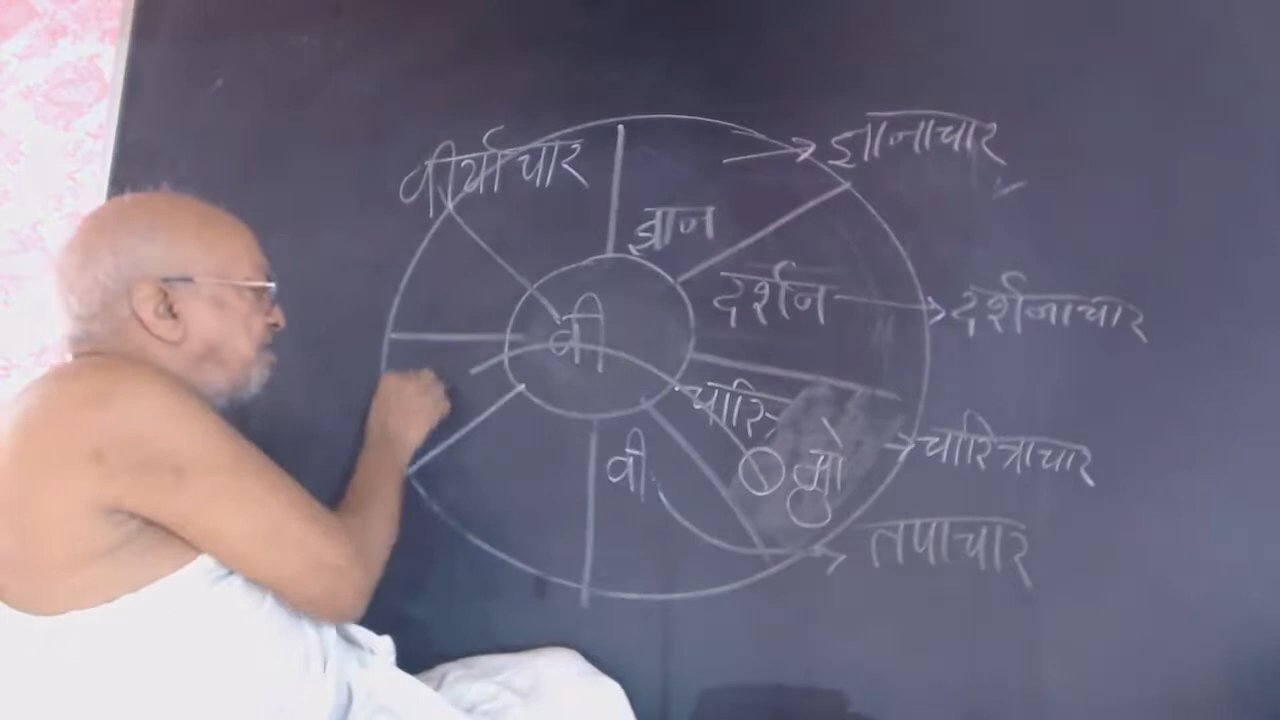 वीर्याचार
ज्ञानाचार
ज्ञान
दर्शन
दर्शनाचार
वी
चारि
चारित्राचार
वी
मो
तपाचार